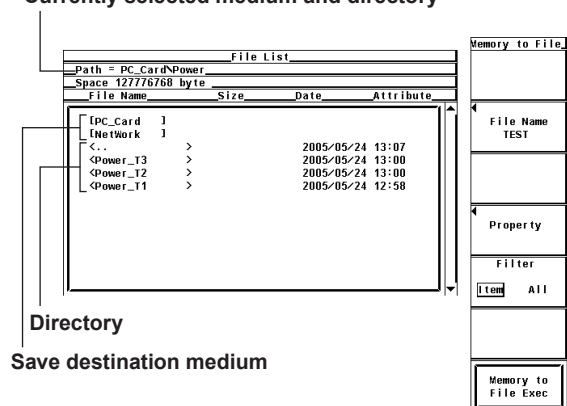 Currently selected medium and directory
File List
Path = PC_Card\Power
Space 127776768 byte
File Name Size Date Attribute
[PC_Card ]
[NetWork ]
<.. > 2005/05/24 13:07
<Power_T3 > 2005/05/24 13:00
<Power_T2 > 2005/05/24 13:00
<Power_T1 > 2005/05/24 12:58
Directory
Save destination medium
Memory to File
File Name
TEST
Property
Filter
Item All
Memory to
File Exec